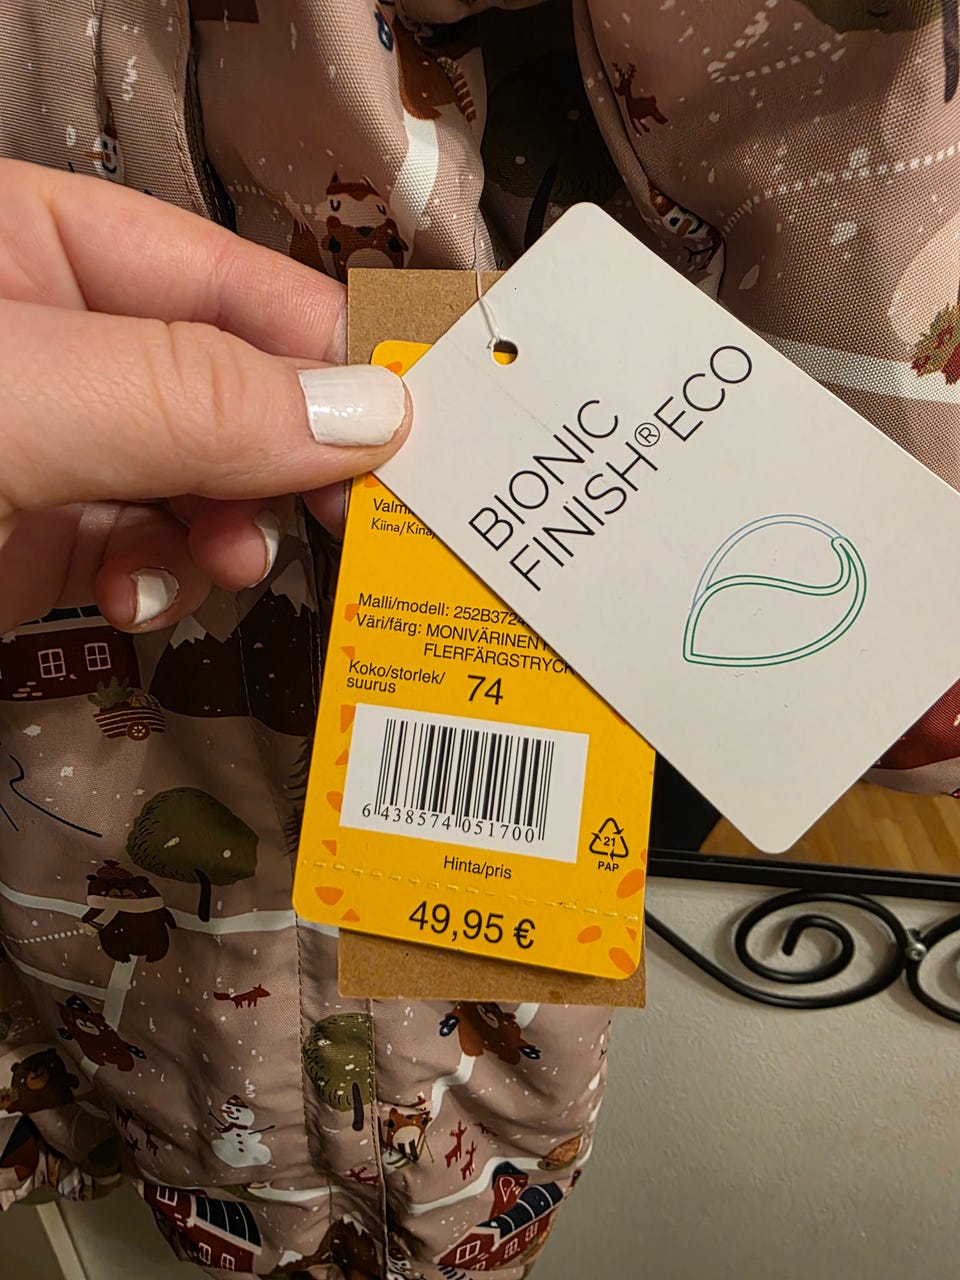 BIONIC
FINISH®ECO
Kiina/Kina/
Malli/modell: 252B3724
Väri/färg: MONIVÄRINEN
FLERFÄRGSTRYCK
Koko/storlek/
suurus
74
6 438574 051700
21
PAP
Hinta/pris
49,95 €